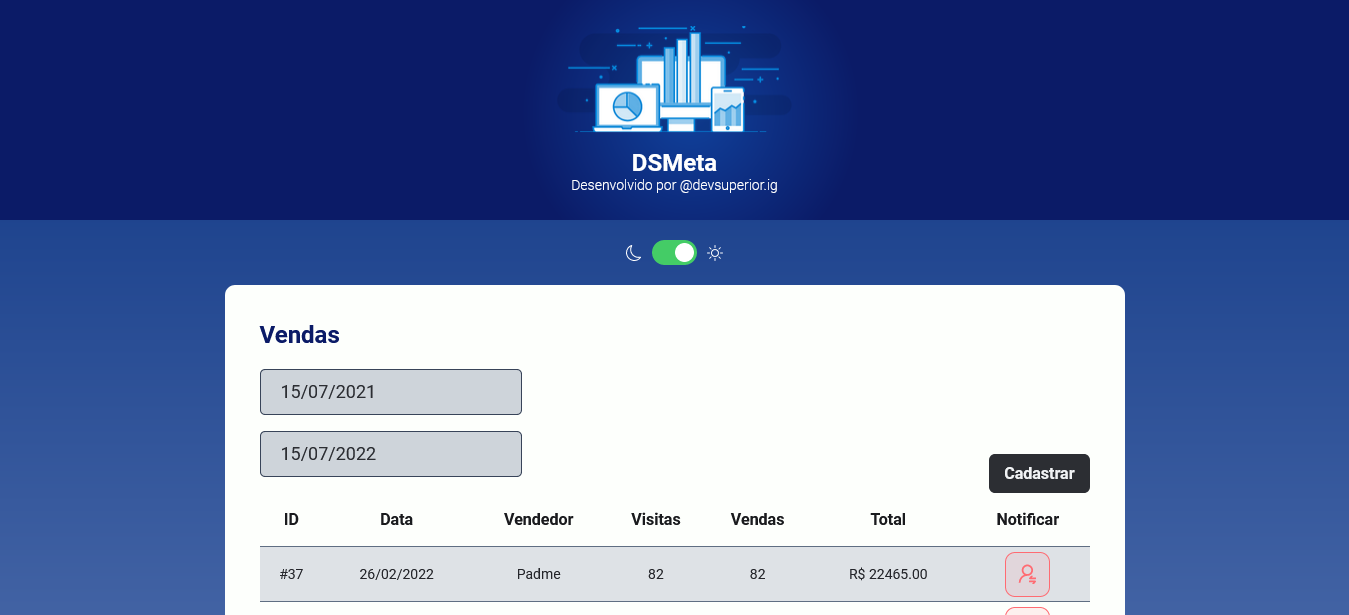 DSMeta
Desenvolvido por @devsuperior.ig
Vendas
15/07/2021
15/07/2022
Cadastrar
ID Data Vendedor Visitas Vendas Total Notificar
#37 26/02/2022 Padme 82 82 R$ 22465.00